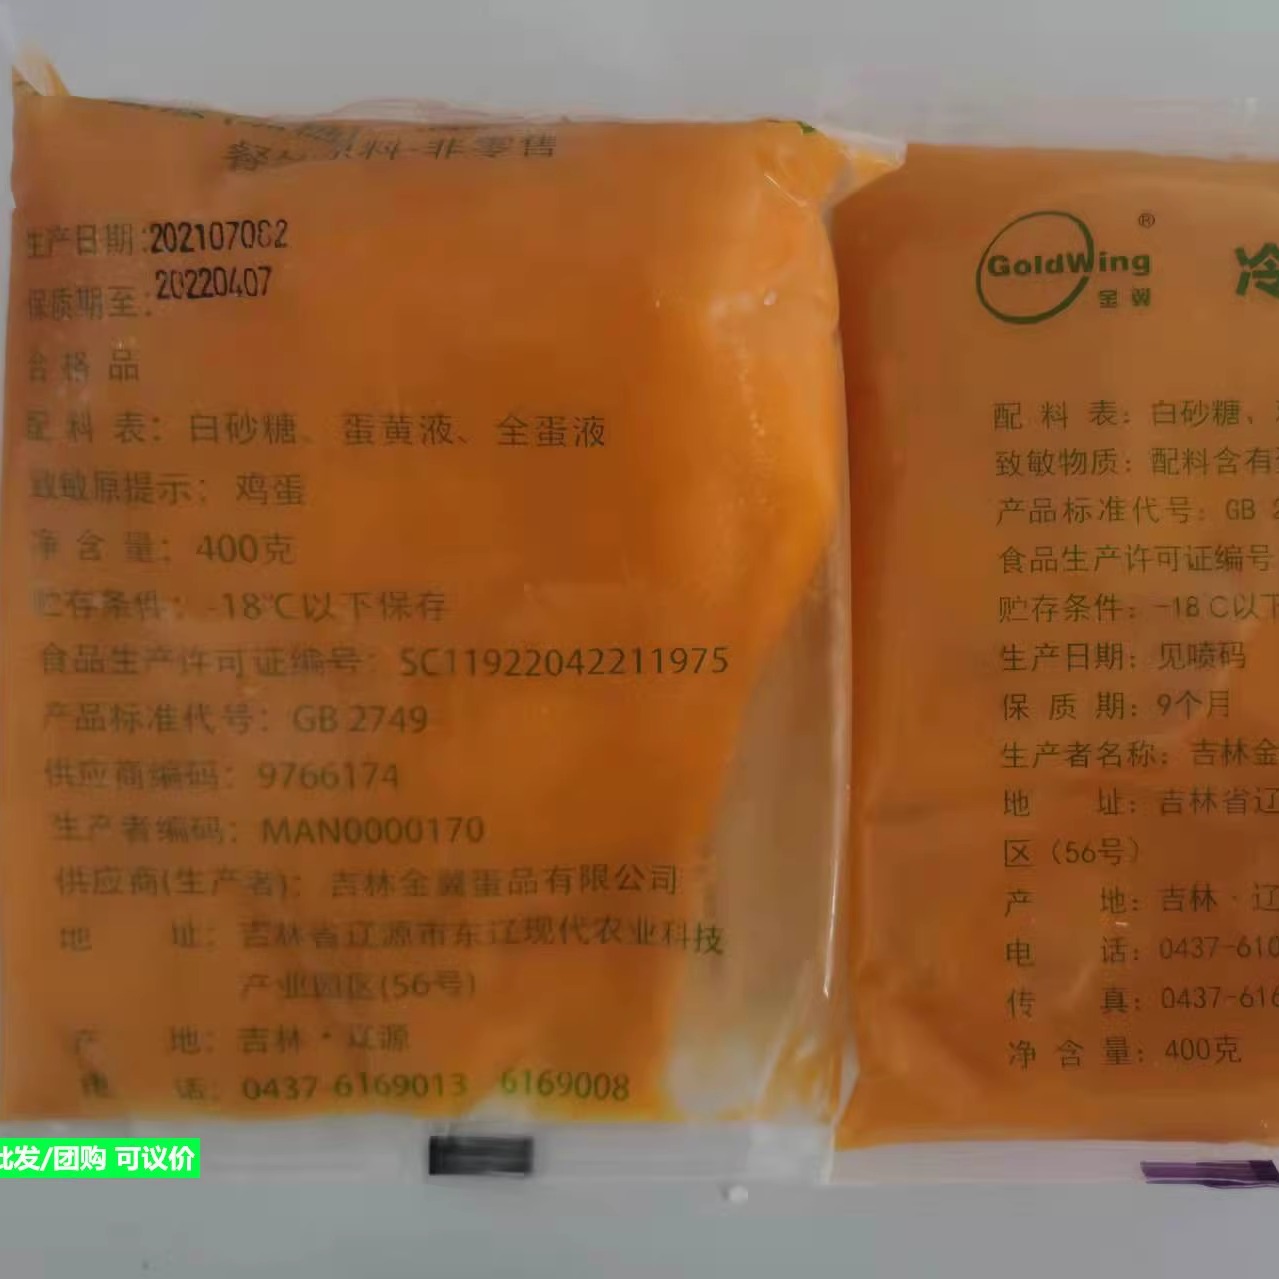 餐饮原料·非零售
生产日期:202107082
保质期至: 20220407
合格品
配料表：白砂糖、蛋黄液、全蛋液
致敏原提示：鸡蛋
净含量：400克
贮存条件：-18℃以下保存
食品生产许可证编号：SC11922042211975
产品标准代号：GB 2749
供应商编码：9766174
生产者编码：MAN0000170
供应商(生产者)：吉林金翼蛋品有限公司
地 址：吉林省辽源市东辽现代农业科技
产业园区(56号)
产 地：吉林·辽源
电 话：0437-6169013 6169008
GoldWing®
金翼
冷
配料表：白砂糖、
致敏物质：配料含有
产品标准代号：GB 2
食品生产许可证编号
贮存条件：-18℃以下
生产日期：见喷码
保质期：9个月
生产者名称：吉林金
地 址：吉林省辽
区（56号）
产 地：吉林·辽
电 话：0437-610
传 真：0437-616
净含量：400克
批发/团购 可议价